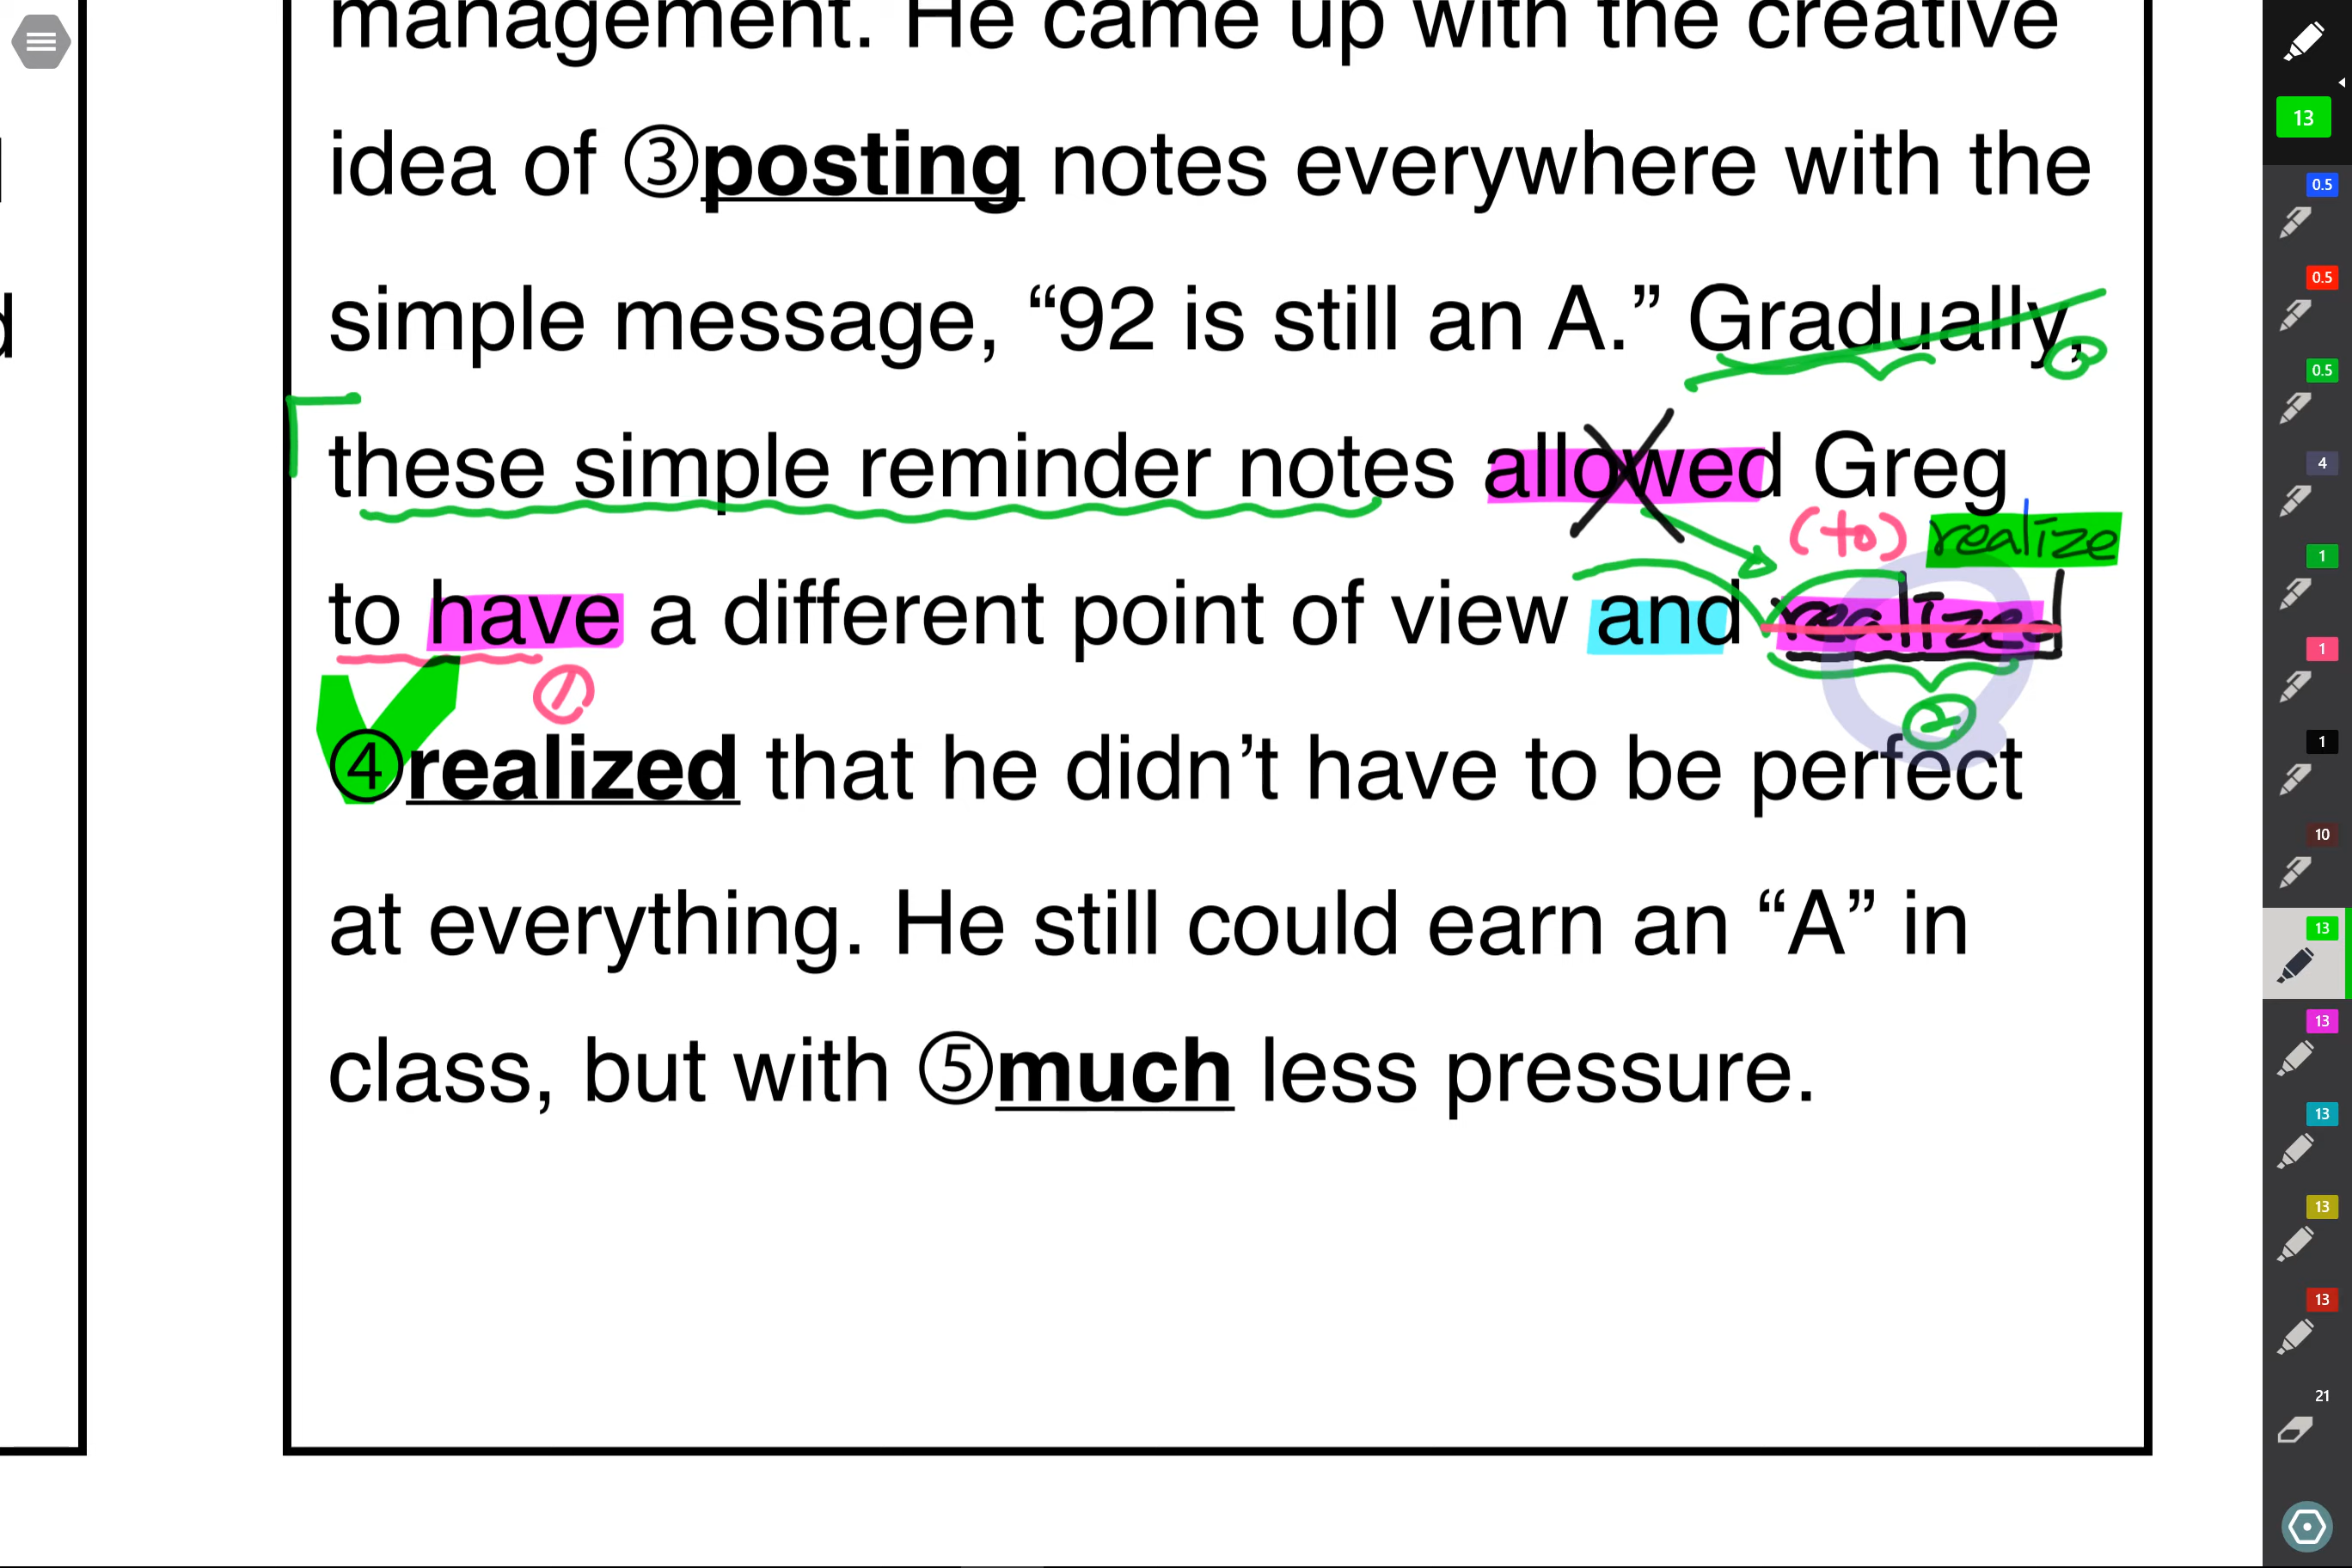 management. He came up with the creative
idea of ③posting notes everywhere with the
simple message, “92 is still an A.” Gradually,
these simple reminder notes allowed Greg
(to) realize
to have a different point of view and realized
①
②
④realized that he didn’t have to be perfect
at everything. He still could earn an “A” in
class, but with ⑤much less pressure.
13
0.5
0.5
0.5
4
1
1
1
10
13
13
13
13
13
21